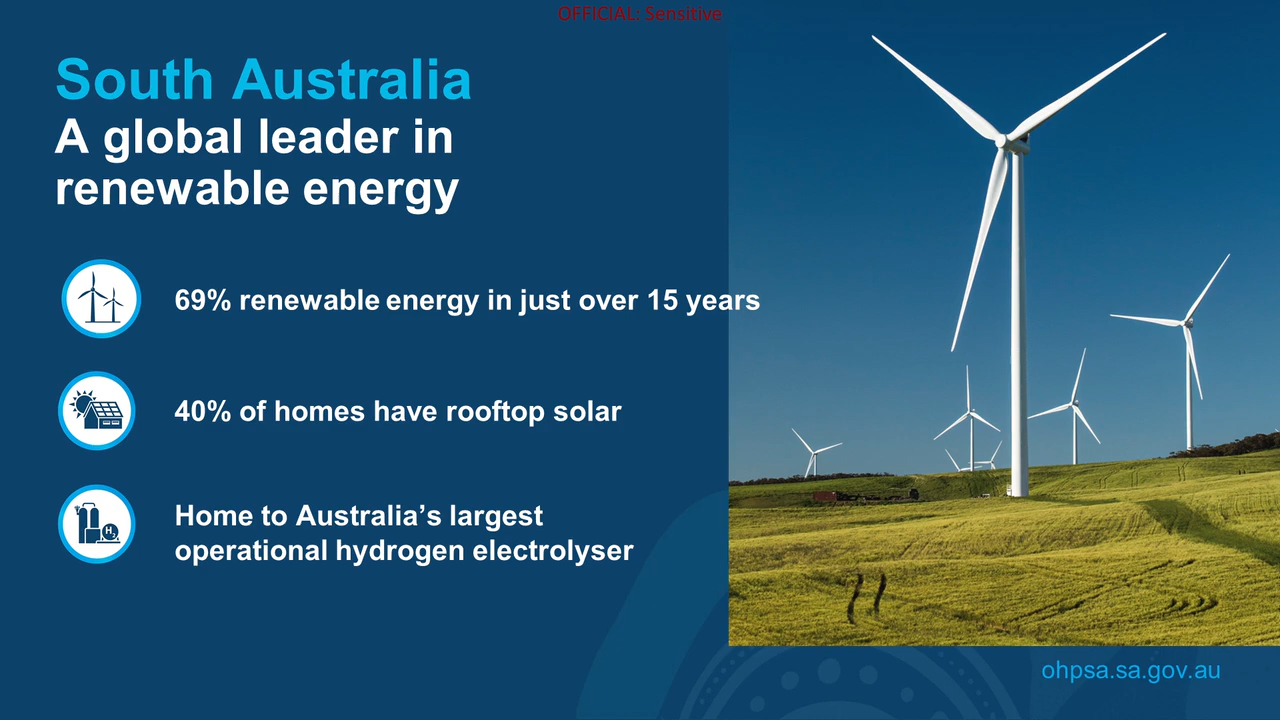 OFFICIAL: Sensitive
South Australia
A global leader in
renewable energy
69% renewable energy in just over 15 years
40% of homes have rooftop solar
H2
Home to Australia’s largest
operational hydrogen electrolyser
ohpsa.sa.gov.au